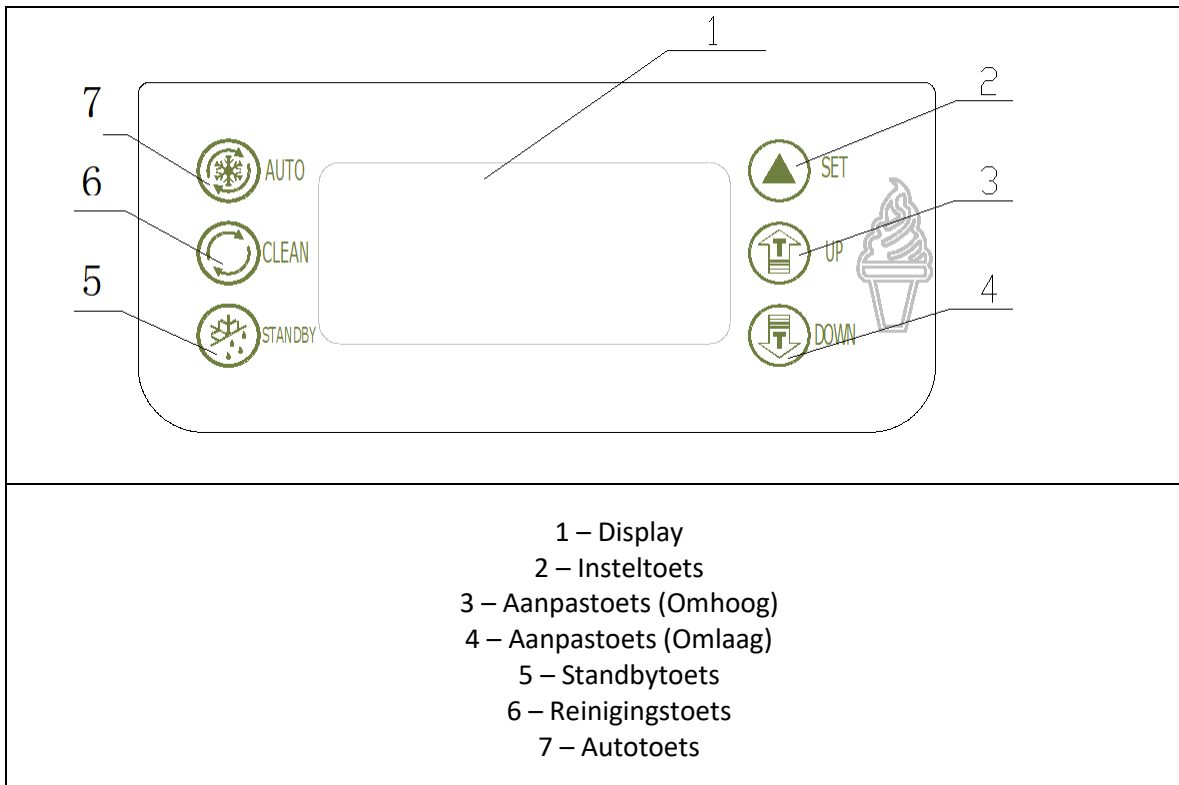 1
2
7
AUTO
SET
6
3
CLEAN
T UP
5
4
STANDBY
T DOWN
1 – Display
2 – Insteltoets
3 – Aanpastoets (Omhoog)
4 – Aanpastoets (Omlaag)
5 – Standbytoets
6 – Reinigingstoets
7 – Autotoets